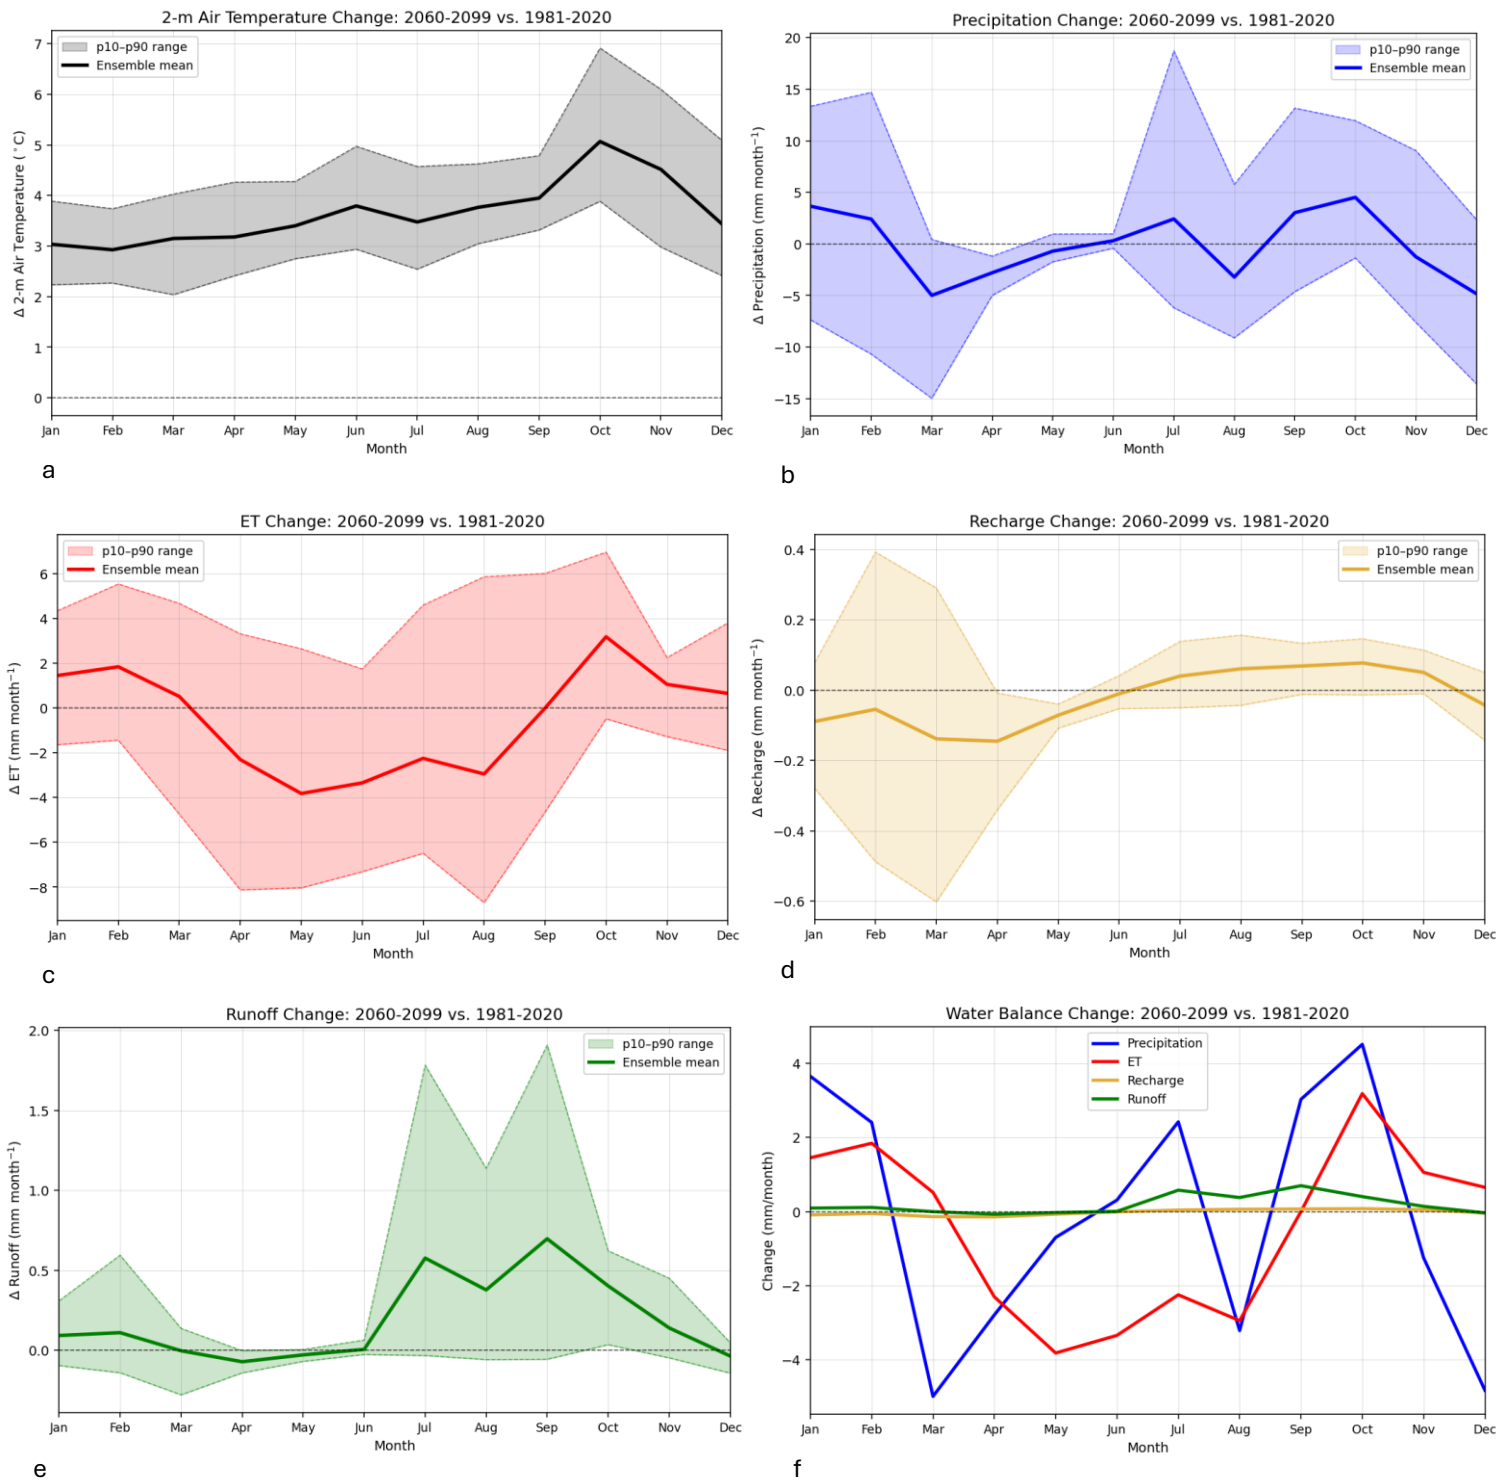 2-m Air Temperature Change: 2060-2099 vs. 1981-2020
p10–p90 range
Ensemble mean
Δ 2-m Air Temperature (°C)
7
6
5
4
3
2
1
0
Jan Feb Mar Apr May Jun Jul Aug Sep Oct Nov Dec
Month
a
Precipitation Change: 2060-2099 vs. 1981-2020
p10–p90 range
Ensemble mean
Δ Precipitation (mm month⁻¹)
20
15
10
5
0
−5
−10
−15
Jan Feb Mar Apr May Jun Jul Aug Sep Oct Nov Dec
Month
b
ET Change: 2060-2099 vs. 1981-2020
p10–p90 range
Ensemble mean
Δ ET (mm month⁻¹)
6
4
2
0
−2
−4
−6
−8
Jan Feb Mar Apr May Jun Jul Aug Sep Oct Nov Dec
Month
c
Recharge Change: 2060-2099 vs. 1981-2020
p10–p90 range
Ensemble mean
Δ Recharge (mm month⁻¹)
0.4
0.2
0.0
−0.2
−0.4
−0.6
Jan Feb Mar Apr May Jun Jul Aug Sep Oct Nov Dec
Month
d
Runoff Change: 2060-2099 vs. 1981-2020
p10–p90 range
Ensemble mean
Δ Runoff (mm month⁻¹)
2.0
1.5
1.0
0.5
0.0
Jan Feb Mar Apr May Jun Jul Aug Sep Oct Nov Dec
Month
e
Water Balance Change: 2060-2099 vs. 1981-2020
Precipitation
ET
Recharge
Runoff
Change (mm/month)
4
2
0
−2
−4
Jan Feb Mar Apr May Jun Jul Aug Sep Oct Nov Dec
Month
f